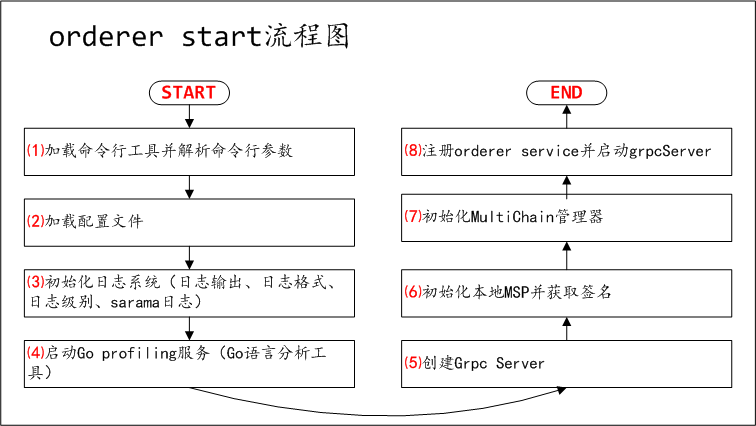 orderer start流程图
START
(1)加载命令行工具并解析命令行参数
(2)加载配置文件
(3)初始化日志系统（日志输出、日志格式、
日志级别、sarama日志）
(4)启动Go profiling服务（Go语言分析工
具）
(5)创建Grpc Server
(6)初始化本地MSP并获取签名
(7)初始化MultiChain管理器
(8)注册orderer service并启动grpcServer
END